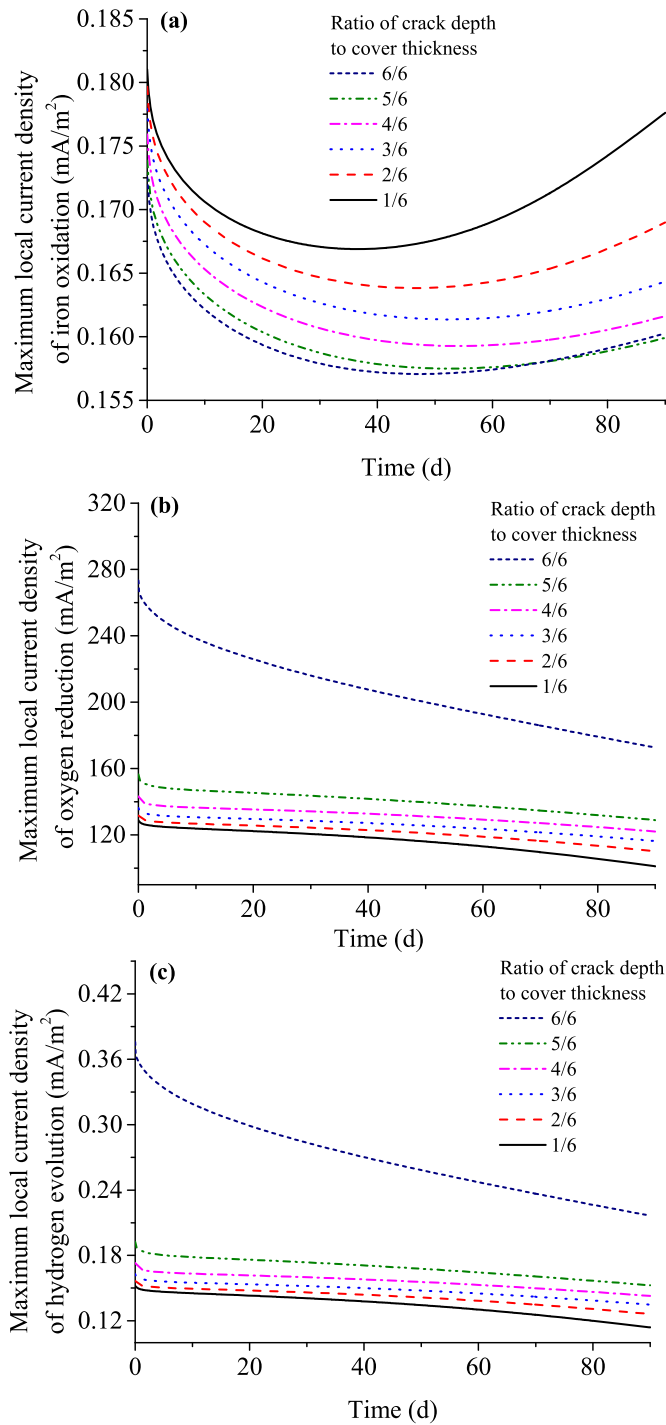 (a)
Ratio of crack depth
to cover thickness
6/6
5/6
4/6
3/6
2/6
1/6
Maximum local current density
of iron oxidation (mA/m²)
0.185
0.180
0.175
0.170
0.165
0.160
0.155
0 20 40 60 80
Time (d)
(b)
Ratio of crack depth
to cover thickness
6/6
5/6
4/6
3/6
2/6
1/6
Maximum local current density
of oxygen reduction (mA/m²)
320
280
240
200
160
120
0 20 40 60 80
Time (d)
(c)
Ratio of crack depth
to cover thickness
6/6
5/6
4/6
3/6
2/6
1/6
Maximum local current density
of hydrogen evolution (mA/m²)
0.42
0.36
0.30
0.24
0.18
0.12
0 20 40 60 80
Time (d)